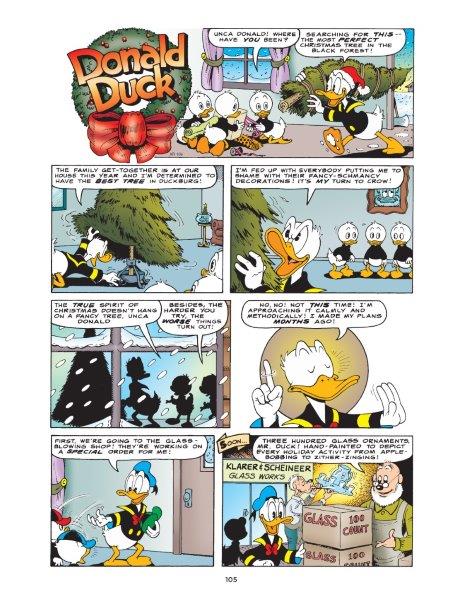 Donald
Duck
UNCA DONALD! WHERE
HAVE YOU BEEN?
SEARCHING FOR THIS--
THE MOST PERFECT
CHRISTMAS TREE IN THE
BLACK FOREST!
THE FAMILY GET-TOGETHER IS AT OUR
HOUSE THIS YEAR AND I'M DETERMINED TO
HAVE THE BEST TREE IN DUCKBURG!
I'M FED UP WITH EVERYBODY PUTTING ME TO
SHAME WITH THEIR FANCY-SCHMANCY
DECORATIONS! IT'S MY TURN TO CROW!
THE TRUE SPIRIT OF
CHRISTMAS DOESN'T HANG
ON A FANCY TREE, UNCA
DONALD
BESIDES, THE
HARDER YOU
TRY, THE
WORSE THINGS
TURN OUT!
NO, NO! NOT THIS TIME! I'M
APPROACHING IT CALMLY AND
METHODICALLY! I MADE MY PLANS
MONTHS AGO!
FIRST, WE'RE GOING TO THE GLASS-
BLOWING SHOP! THEY'RE WORKING ON
A SPECIAL ORDER FOR ME!
SOON...
THREE HUNDRED GLASS ORNAMENTS,
MR. DUCK! HAND-PAINTED TO DEPICT
EVERY HOLIDAY ACTIVITY FROM APPLE-
BOBBING TO ZITHER-ZINGING!
KLARER & SCHEINEER
GLASS WORKS
GLASS 100
COUNT
GLASS 100
COUNT
105